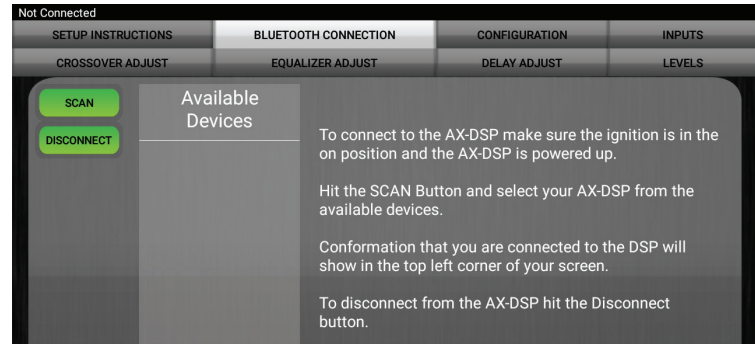 Not Connected
SETUP INSTRUCTIONS BLUETOOTH CONNECTION CONFIGURATION INPUTS
CROSSOVER ADJUST EQUALIZER ADJUST DELAY ADJUST LEVELS
SCAN
DISCONNECT
Available
Devices
To connect to the AX-DSP make sure the ignition is in the
on position and the AX-DSP is powered up.
Hit the SCAN Button and select your AX-DSP from the
available devices.
Conformation that you are connected to the DSP will
show in the top left corner of your screen.
To disconnect from the AX-DSP hit the Disconnect
button.